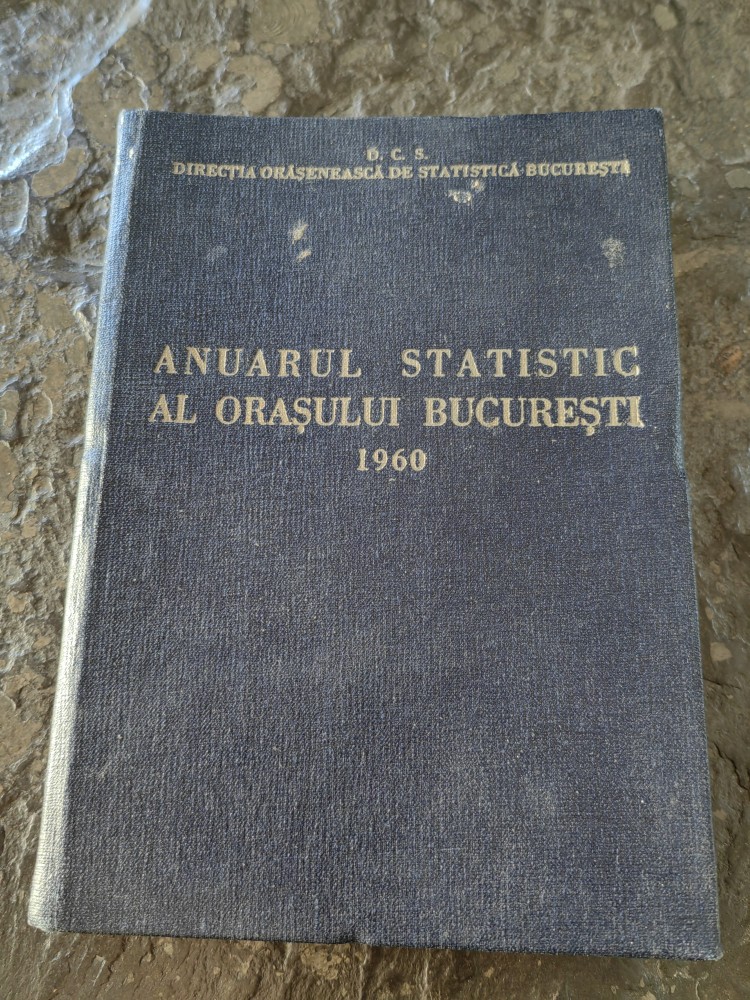 D. C. S.
DIRECȚIA ORĂȘENEASCĂ DE STATISTICĂ BUCUREȘTI
ANUARUL STATISTIC
AL ORAȘULUI BUCUREȘTI
1960